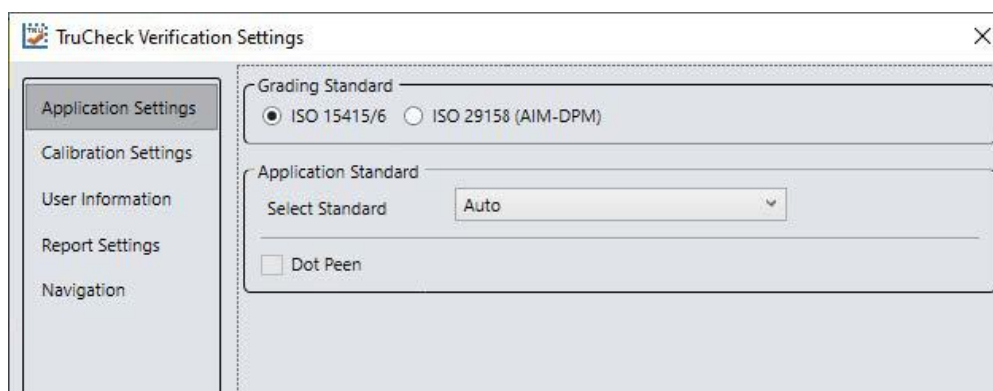 TruCheck Verification Settings
Application Settings
Calibration Settings
User Information
Report Settings
Navigation
Grading Standard
ISO 15415/6 ISO 29158 (AIM-DPM)
Application Standard
Select Standard Auto
Dot Peen